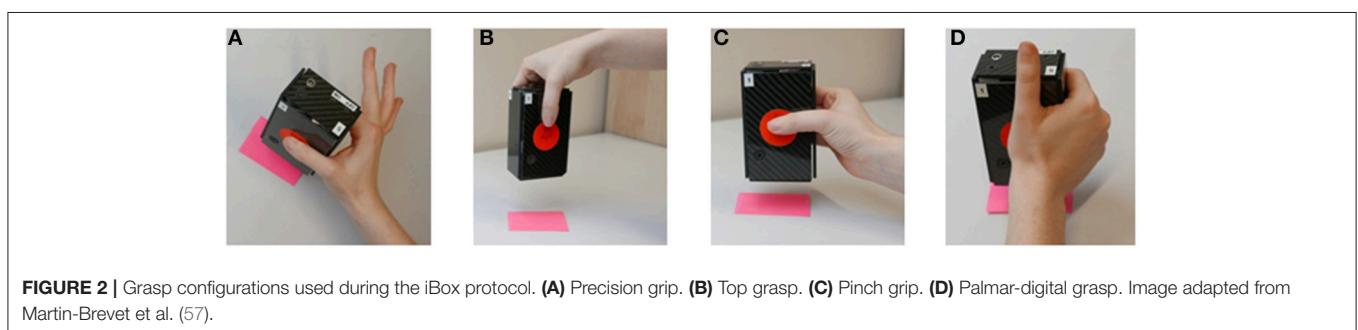 A B C D
FIGURE 2 | Grasp configurations used during the iBox protocol. (A) Precision grip. (B) Top grasp. (C) Pinch grip. (D) Palmar-digital grasp. Image adapted from
Martin-Brevet et al. (57).